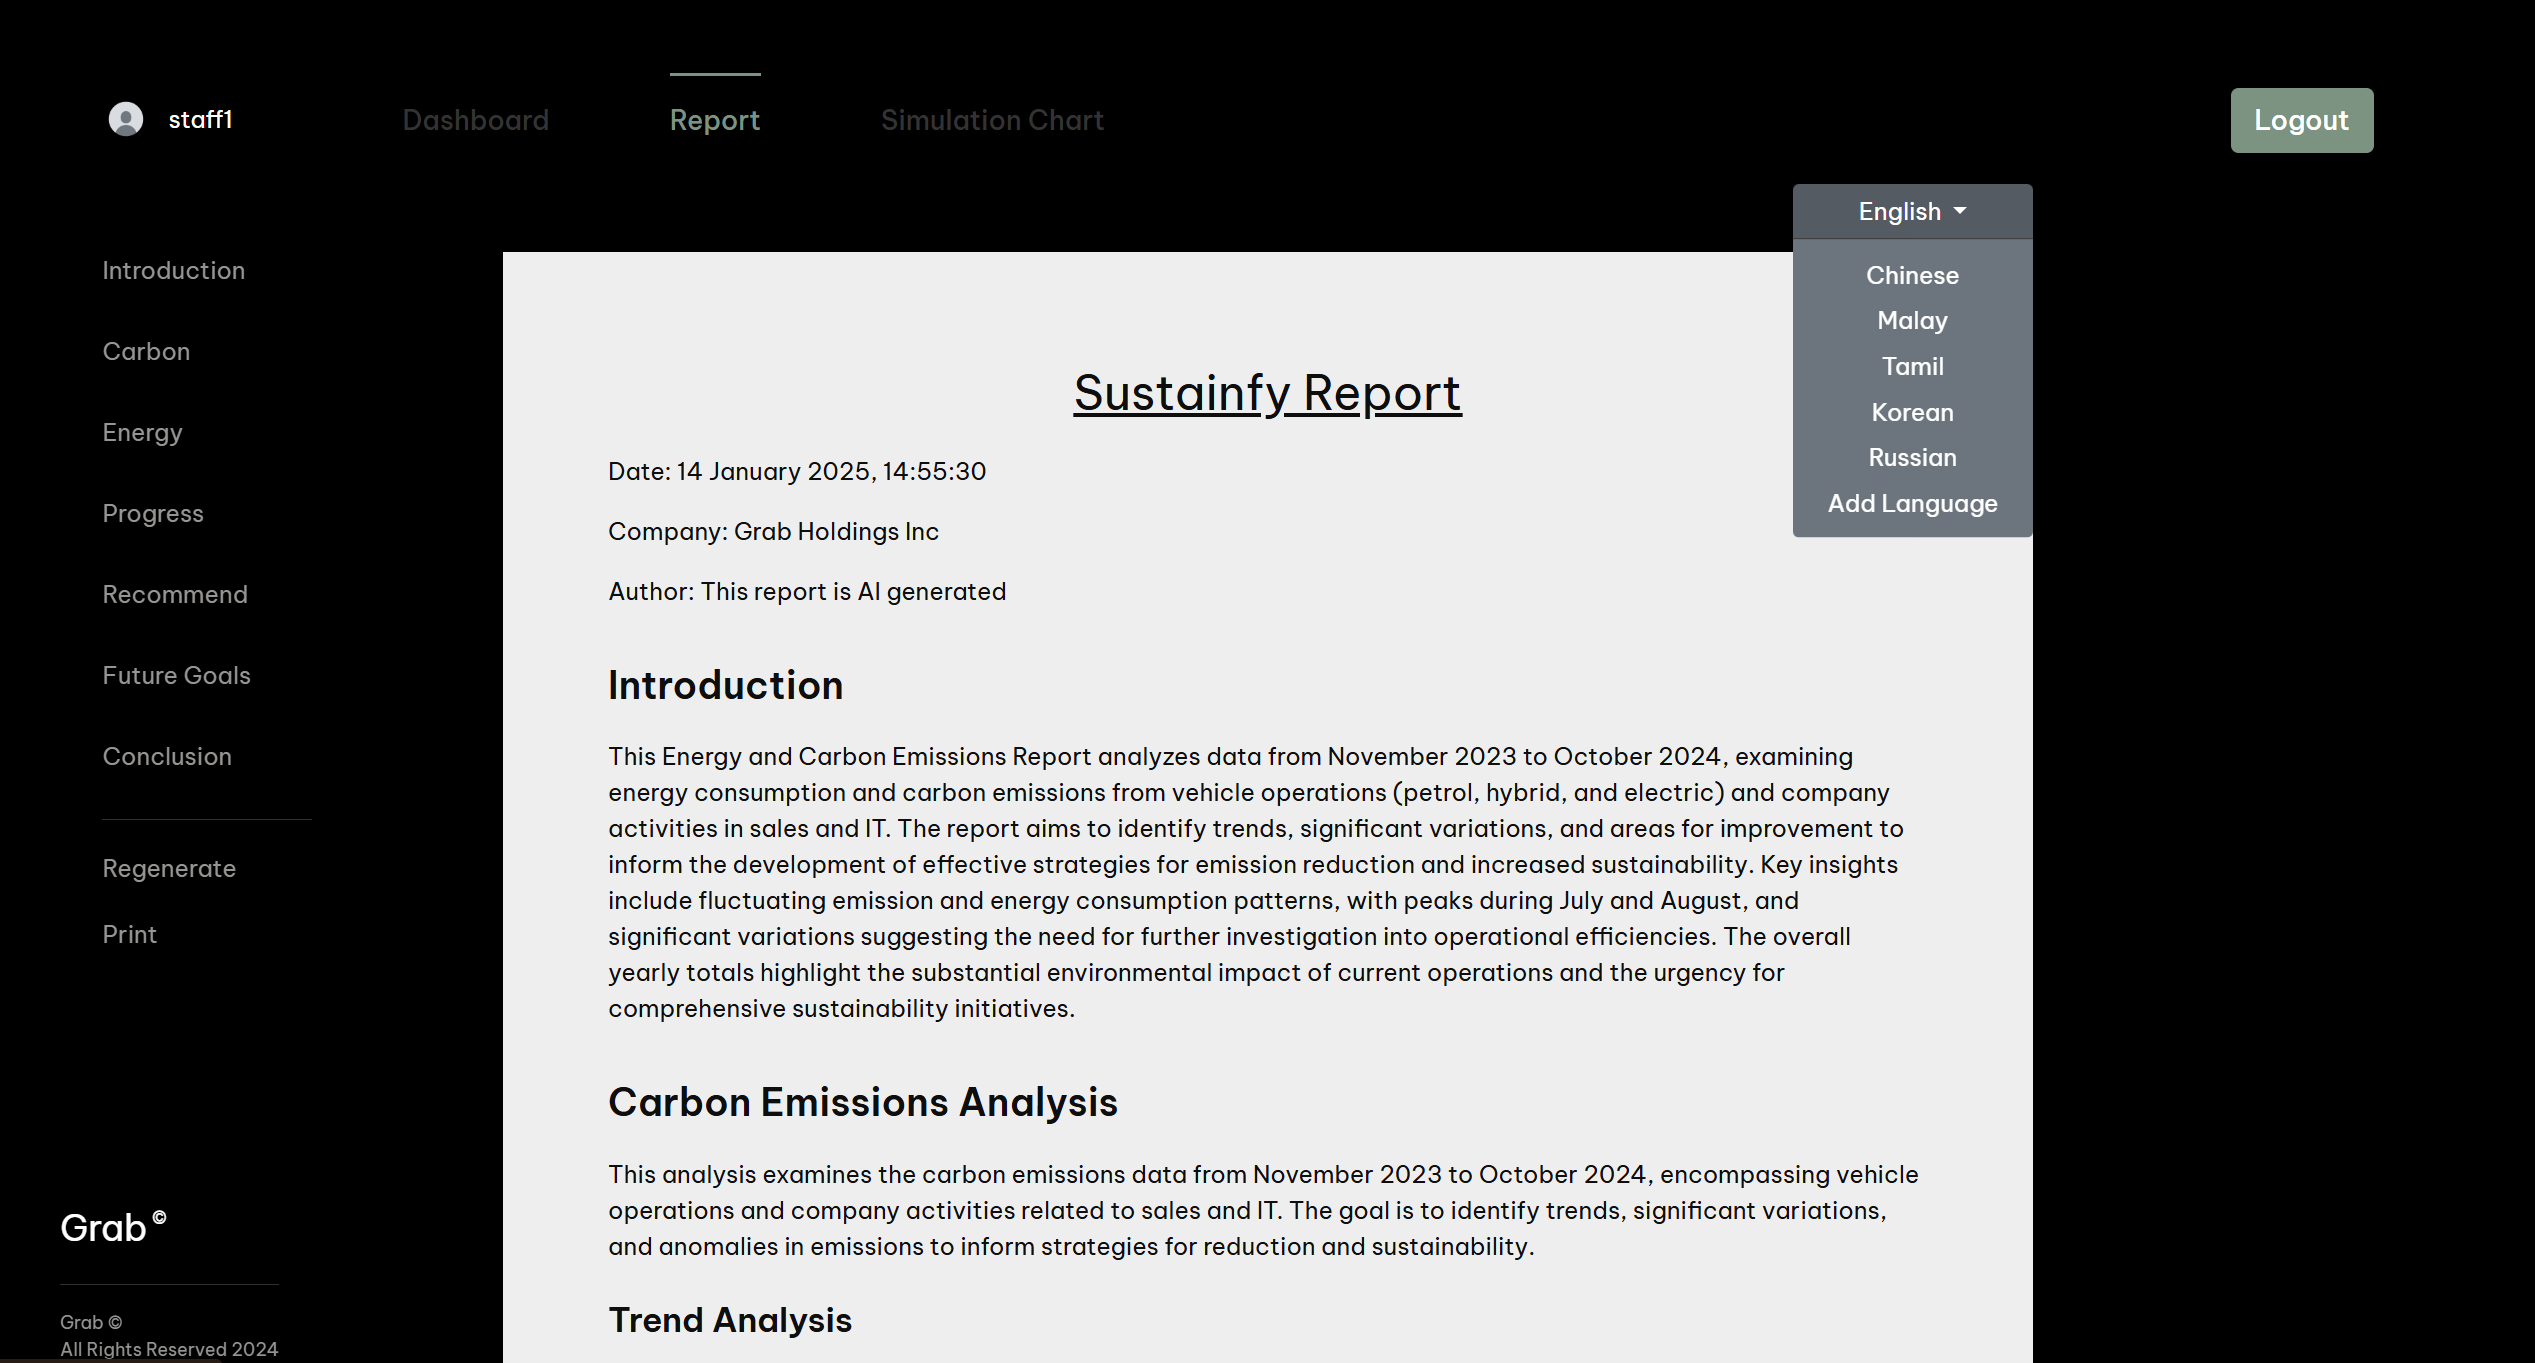 staff1
Dashboard
Report
Simulation Chart
Logout
English
Chinese
Malay
Tamil
Korean
Russian
Add Language
Introduction
Carbon
Energy
Progress
Recommend
Future Goals
Conclusion
Regenerate
Print
Grab ©
Grab ©
All Rights Reserved 2024
Sustainfy Report
Date: 14 January 2025, 14:55:30
Company: Grab Holdings Inc
Author: This report is AI generated
Introduction
This Energy and Carbon Emissions Report analyzes data from November 2023 to October 2024, examining
energy consumption and carbon emissions from vehicle operations (petrol, hybrid, and electric) and company
activities in sales and IT. The report aims to identify trends, significant variations, and areas for improvement to
inform the development of effective strategies for emission reduction and increased sustainability. Key insights
include fluctuating emission and energy consumption patterns, with peaks during July and August, and
significant variations suggesting the need for further investigation into operational efficiencies. The overall
yearly totals highlight the substantial environmental impact of current operations and the urgency for
comprehensive sustainability initiatives.
Carbon Emissions Analysis
This analysis examines the carbon emissions data from November 2023 to October 2024, encompassing vehicle
operations and company activities related to sales and IT. The goal is to identify trends, significant variations,
and anomalies in emissions to inform strategies for reduction and sustainability.
Trend Analysis